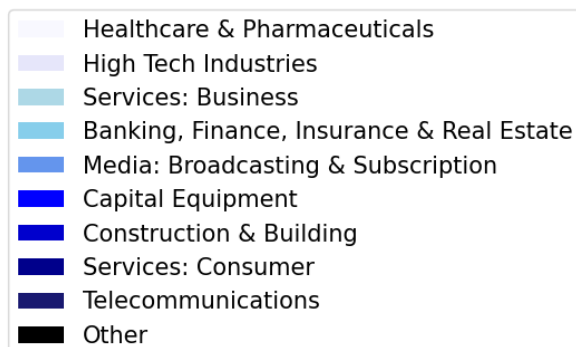 Healthcare & Pharmaceuticals
High Tech Industries
Services: Business
Banking, Finance, Insurance & Real Estate
Media: Broadcasting & Subscription
Capital Equipment
Construction & Building
Services: Consumer
Telecommunications
Other